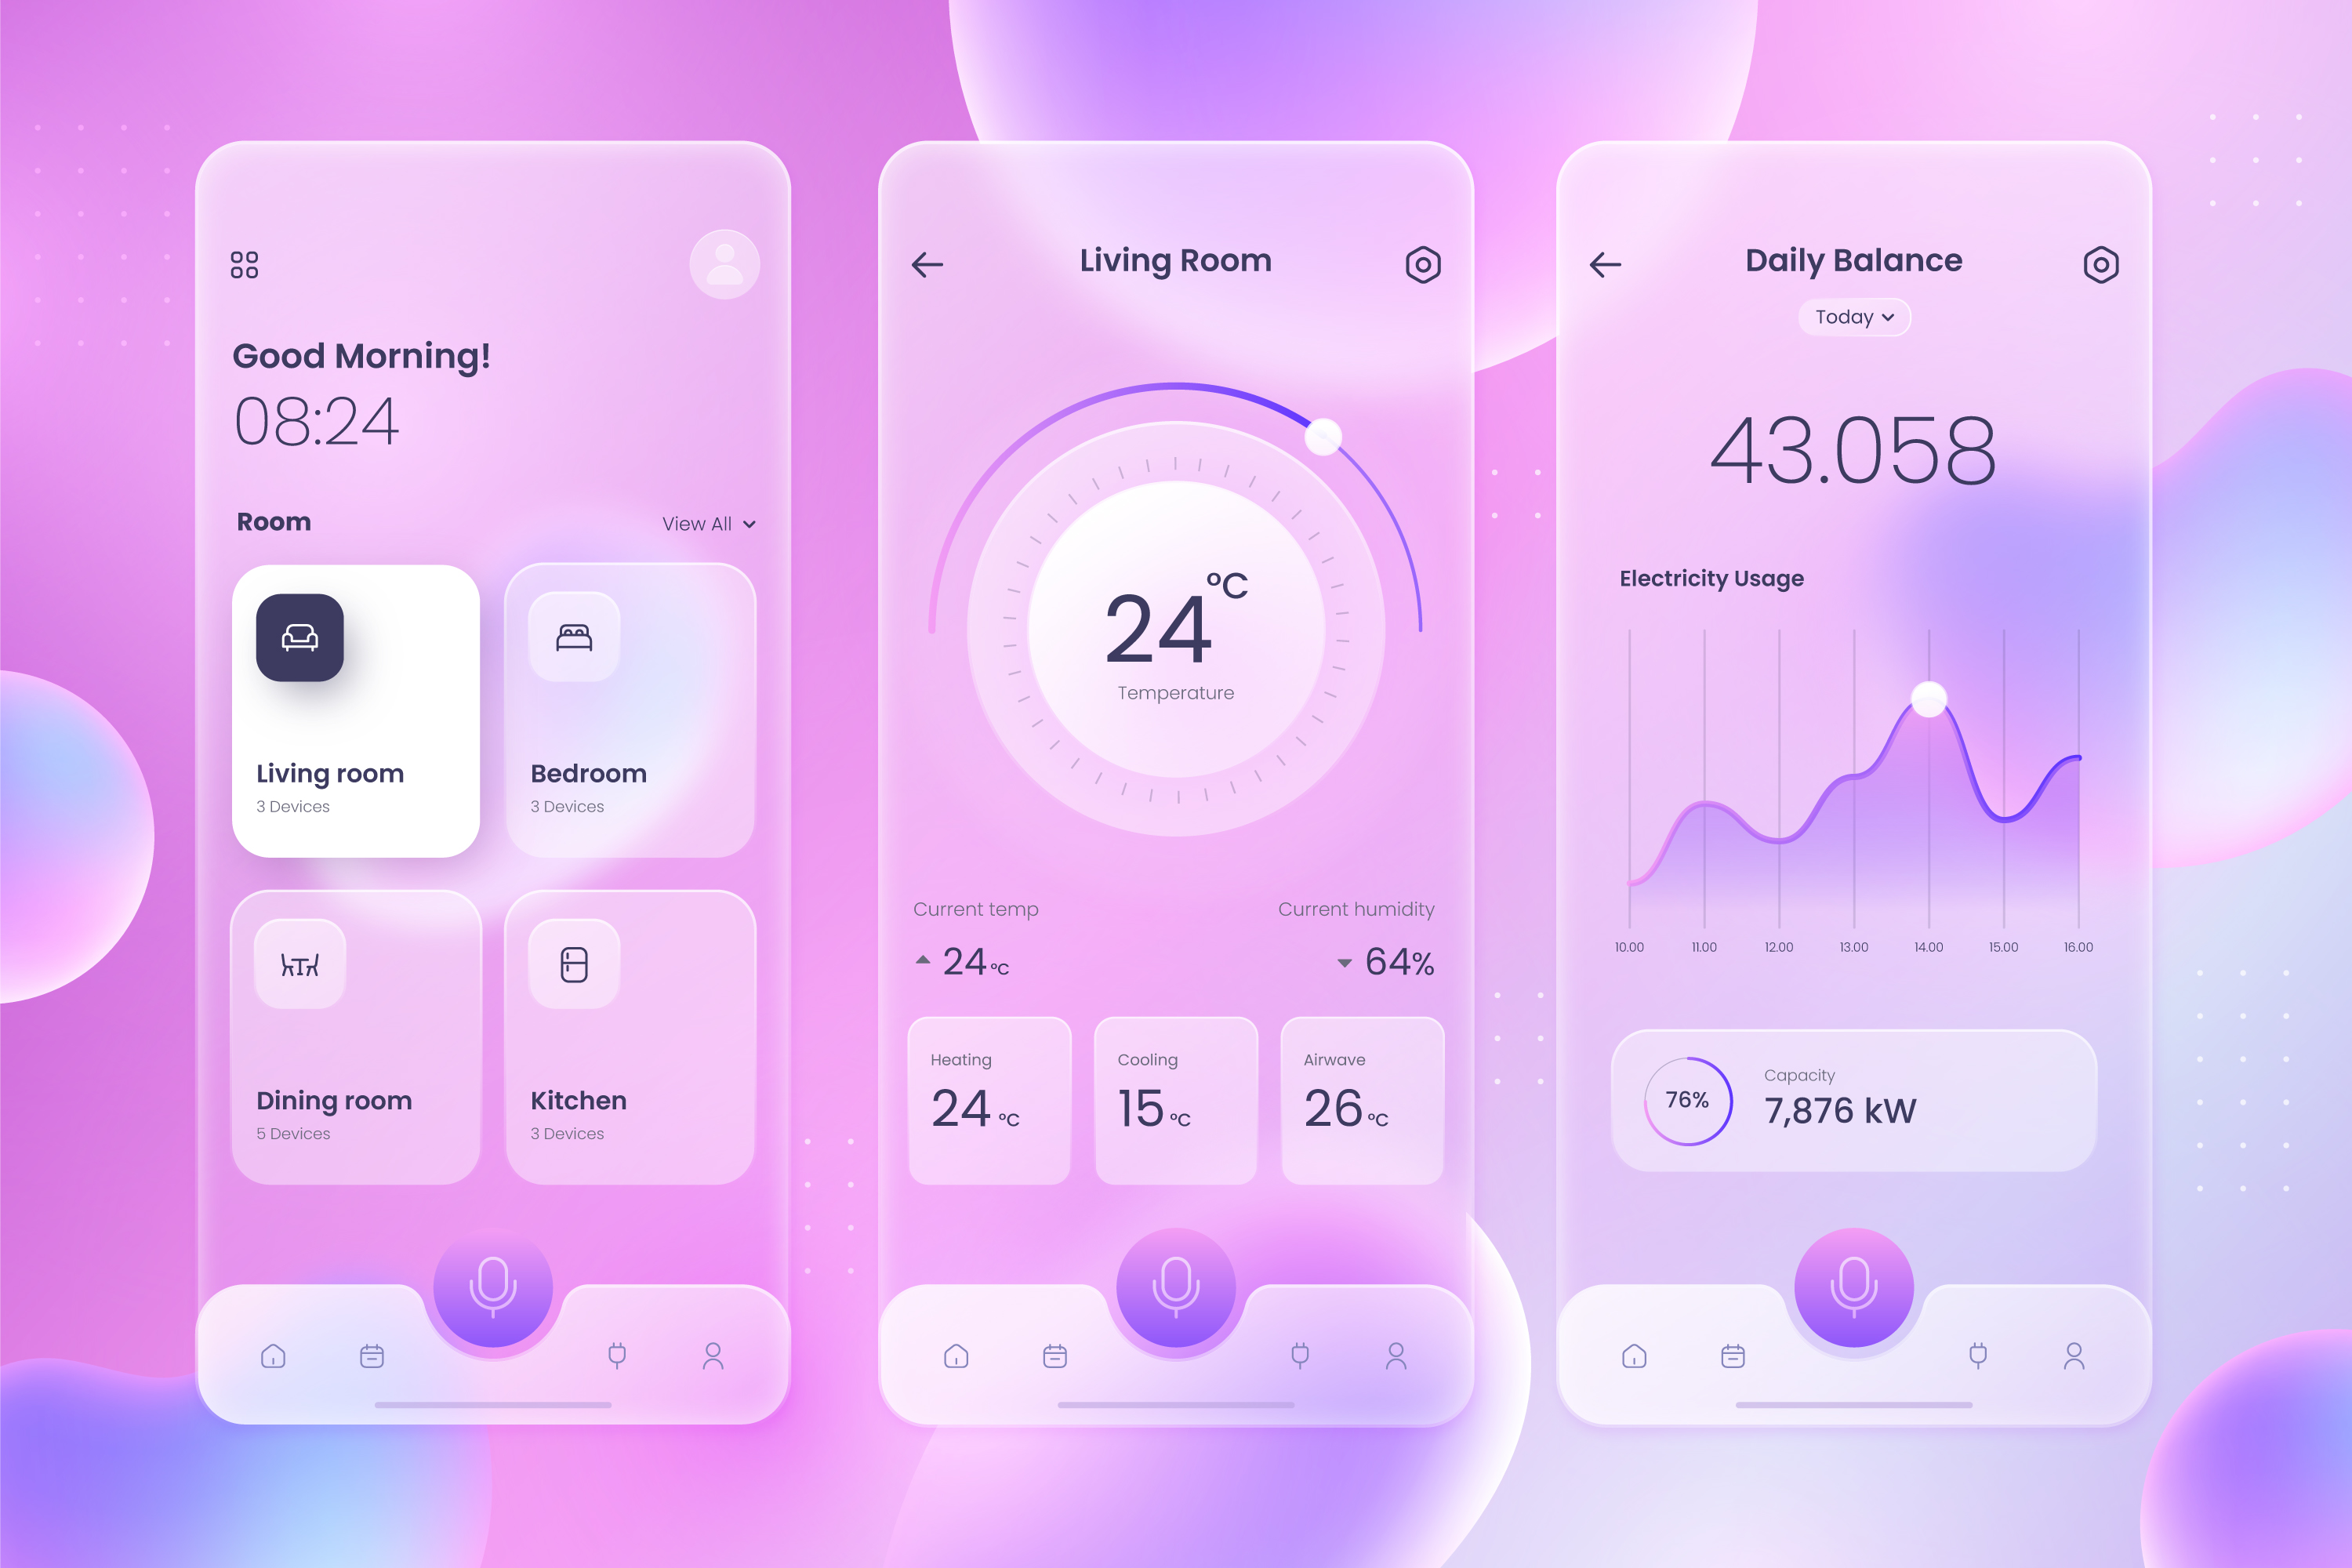 Good Morning!
08:24
Room
View All
Living room
3 Devices
Bedroom
3 Devices
Dining room
5 Devices
Kitchen
3 Devices
Living Room
24°C
Temperature
Current temp
24°C
Current humidity
64%
Heating
24 °C
Cooling
15 °C
Airwave
26 °C
Daily Balance
Today
43.058
Electricity Usage
10.00 11.00 12.00 13.00 14.00 15.00 16.00
76%
Capacity
7,876 kW